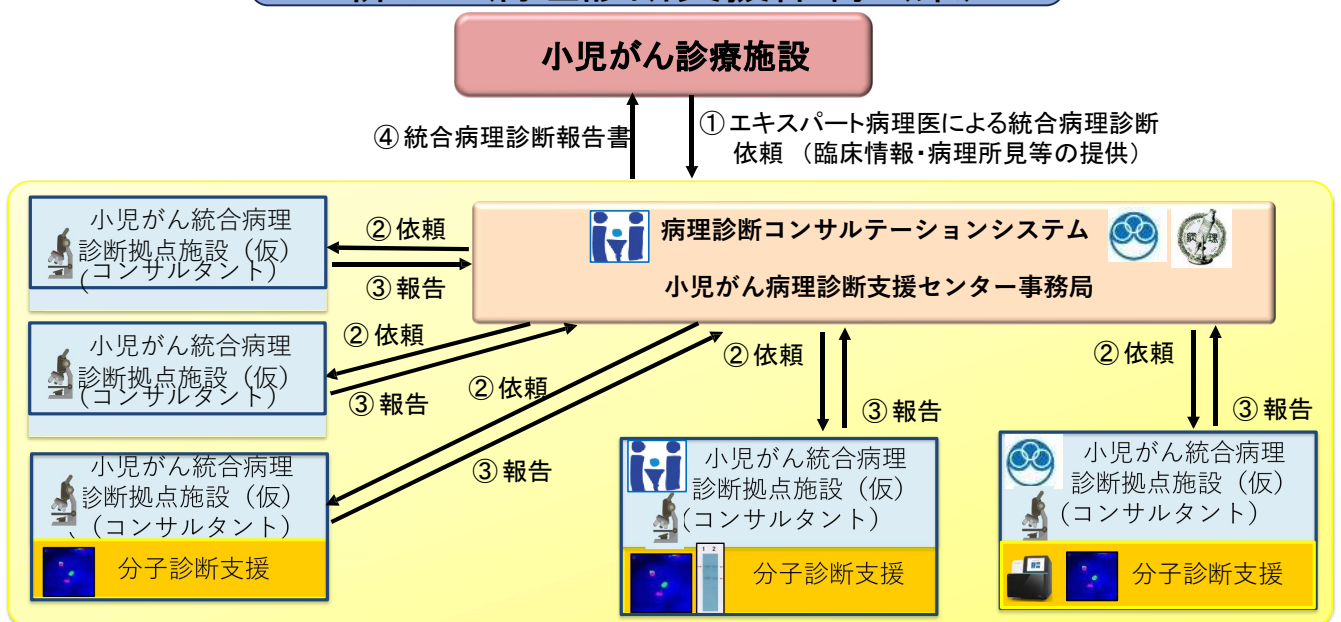 小児がん診療施設
④統合病理診断報告書
①エキスパート病理医による統合病理診断
依頼 （臨床情報・病理所見等の提供）
病理診断コンサルテーションシステム
病理
小児がん病理診断支援センター事務局
小児がん統合病理
診断拠点施設（仮）
(コンサルタント）
(
②依頼
③報告
小児がん統合病理
診断拠点施設（仮）
(コンサルタント）
②依頼
③報告
小児がん統合病理
診断拠点施設（仮）
（コンサルタント）
分子診断支援
②依頼
③報告
②依頼
③報告
小児がん統合病理
診断拠点施設（仮）
(コンサルタント）
1 2
分子診断支援
②依頼
③報告
小児がん統合病理
診断拠点施設（仮）
(コンサルタント）
分子診断支援